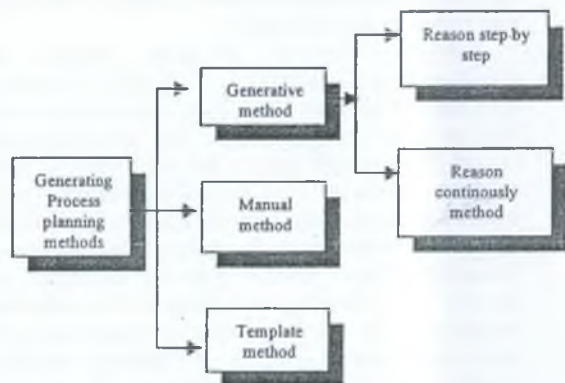 Reason step by
step
Generative
method
Generating
Process
planning
methods
Manual
method
Reason
continously
method
Template
method